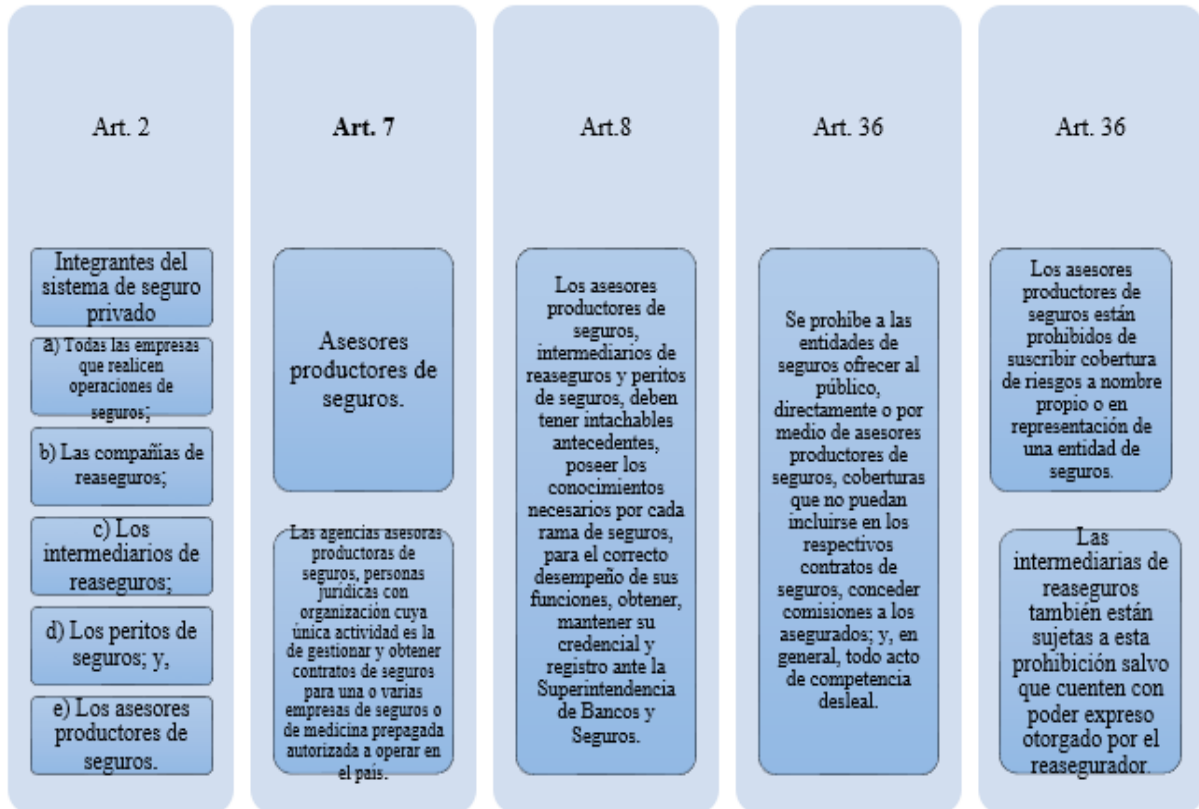 Art. 2
Integrantes del
sistema de seguro
privado
a) Todas las empresas
que realicen
operaciones de
seguros;
b) Las compañías de
reaseguros;
c) Los
intermediarios de
reaseguros;
d) Los peritos de
seguros; y,
e) Los asesores
productores de
seguros.
Art. 7
Asesores
productores de
seguros.
Las agencias asesoras
productoras de
seguros, personas
jurídicas con
organización cuya
única actividad es la
de gestionar y obtener
contratos de seguros
para una o varias
empresas de seguros o
de medicina prepagada
autorizada a operar en
el país.
Art.8
Los asesores
productores de
seguros,
intermediarios de
reaseguros y peritos
de seguros, deben
tener intachables
antecedentes,
poseer los
conocimientos
necesarios por cada
rama de seguros,
para el correcto
desempeño de sus
funciones, obtener,
mantener su
credencial y
registro ante la
Superintendencia
de Bancos y
Seguros.
Art. 36
Se prohibe a las
entidades de
seguros ofrecer al
público,
directamente o por
medio de asesores
productores de
seguros, coberturas
que no puedan
incluirse en los
respectivos
contratos de
seguros, conceder
comisiones a los
asegurados; y, en
general, todo acto
de competencia
desleal.
Art. 36
Los asesores
productores de
seguros están
prohibidos de
suscribir cobertura
de riesgos a nombre
propio o en
representación de
una entidad de
seguros.
Las
intermediarias de
reaseguros
también están
sujetas a esta
prohibición salvo
que cuenten con
poder expreso
otorgado por el
reasegurador.